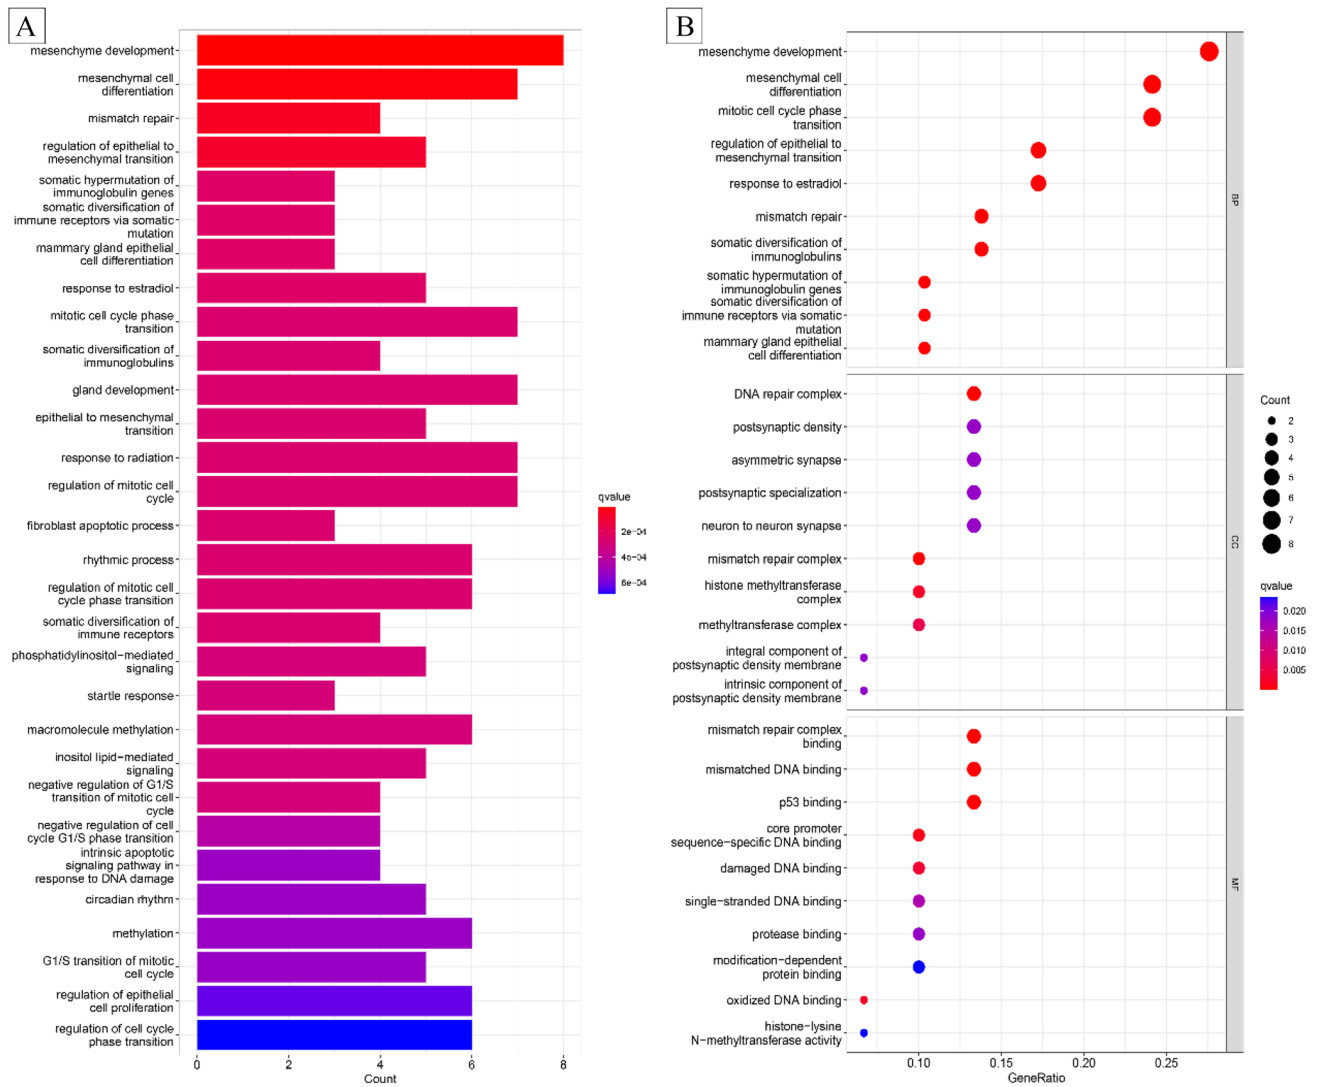 A
mesenchyme development
mesenchymal cell
differentiation
mismatch repair
regulation of epithelial to
mesenchymal transition
somatic hypermutation of
immunoglobulin genes
somatic diversification of
immune receptors via somatic
mutation
mammary gland epithelial
cell differentiation
response to estradiol
mitotic cell cycle phase
transition
somatic diversification of
immunoglobulins
gland development
epithelial to mesenchymal
transition
response to radiation
regulation of mitotic cell
cycle
fibroblast apoptotic process
rhythmic process
regulation of mitotic cell
cycle phase transition
somatic diversification of
immune receptors
phosphatidylinositol-mediated
signaling
startle response
macromolecule methylation
inositol lipid-mediated
signaling
negative regulation of G1/S
transition of mitotic cell
cycle
negative regulation of cell
cycle G1/S phase transition
intrinsic apoptotic
signaling pathway in
response to DNA damage
circadian rhythm
methylation
G1/S transition of mitotic
cell cycle
regulation of epithelial
cell proliferation
regulation of cell cycle
phase transition
0 2 4 6 8
Count
qvalue
2e-04
4e-04
6e-04
B
mesenchyme development
mesenchymal cell
differentiation
mitotic cell cycle phase
transition
regulation of epithelial to
mesenchymal transition
response to estradiol
mismatch repair
somatic diversification of
immunoglobulins
somatic hypermutation of
immunoglobulin genes
somatic diversification of
immune receptors via somatic
mutation
mammary gland epithelial
cell differentiation
BP
DNA repair complex
postsynaptic density
asymmetric synapse
postsynaptic specialization
neuron to neuron synapse
mismatch repair complex
histone methyltransferase
complex
methyltransferase complex
integral component of
postsynaptic density membrane
intrinsic component of
postsynaptic density membrane
CC
mismatch repair complex
binding
mismatched DNA binding
p53 binding
core promoter
sequence-specific DNA binding
damaged DNA binding
single-stranded DNA binding
protease binding
modification-dependent
protein binding
oxidized DNA binding
histone-lysine
N-methyltransferase activity
MF
0.10 0.15 0.20 0.25
GeneRatio
Count
2
3
4
5
6
7
8
qvalue
0.020
0.015
0.010
0.005